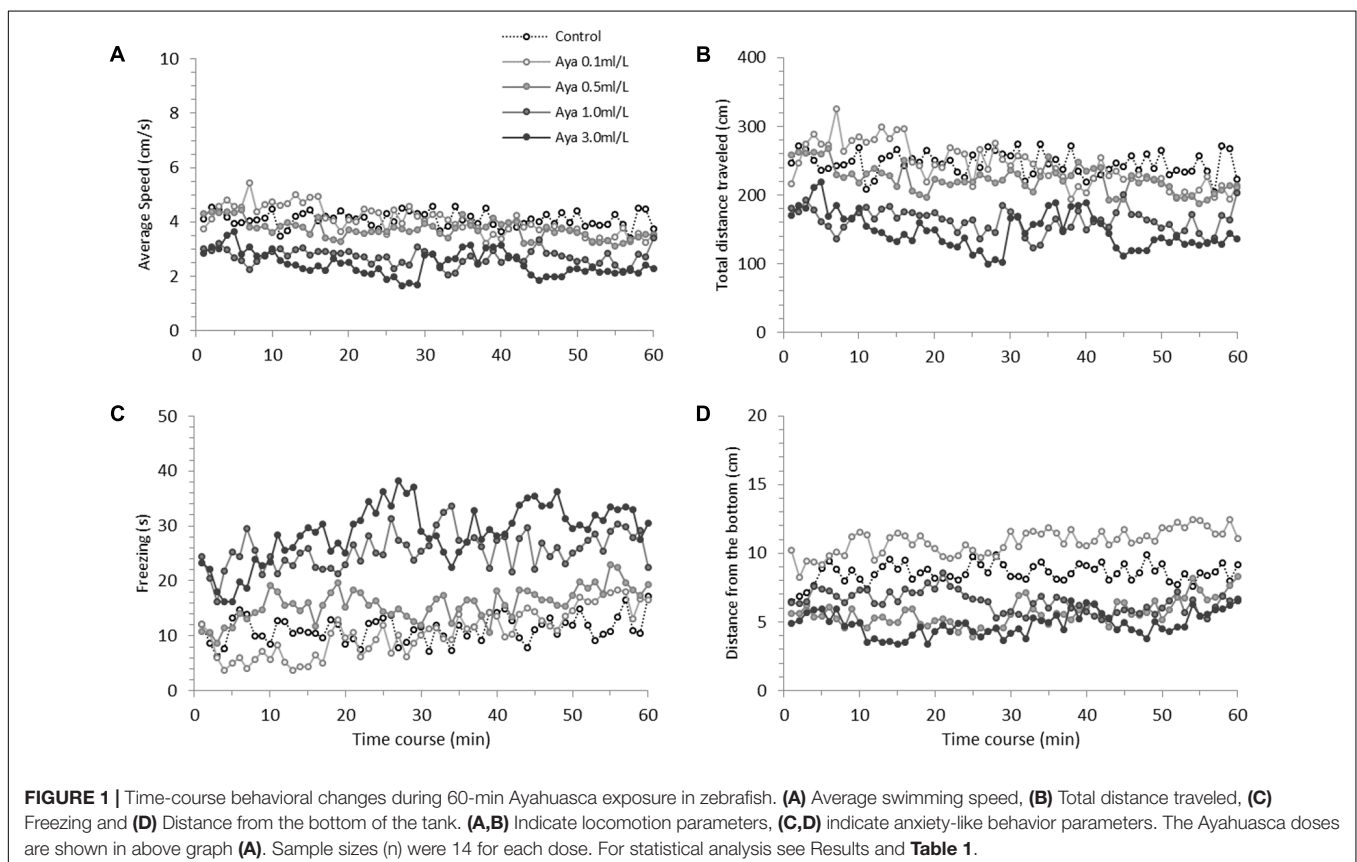 A
Control
Aya 0.1ml/L
Aya 0.5ml/L
Aya 1.0ml/L
Aya 3.0ml/L
Average Speed (cm/s)
10
8
6
4
2
0
0 10 20 30 40 50 60
B
Total distance traveled (cm)
400
300
200
100
0
0 10 20 30 40 50 60
C
Freezing (s)
50
40
30
20
10
0
0 10 20 30 40 50 60
Time course (min)
D
Distance from the bottom (cm)
20
15
10
5
0
0 10 20 30 40 50 60
Time course (min)
FIGURE 1 | Time-course behavioral changes during 60-min Ayahuasca exposure in zebrafish. (A) Average swimming speed, (B) Total distance traveled, (C)
Freezing and (D) Distance from the bottom of the tank. (A,B) Indicate locomotion parameters, (C,D) indicate anxiety-like behavior parameters. The Ayahuasca doses
are shown in above graph (A). Sample sizes (n) were 14 for each dose. For statistical analysis see Results and Table 1.